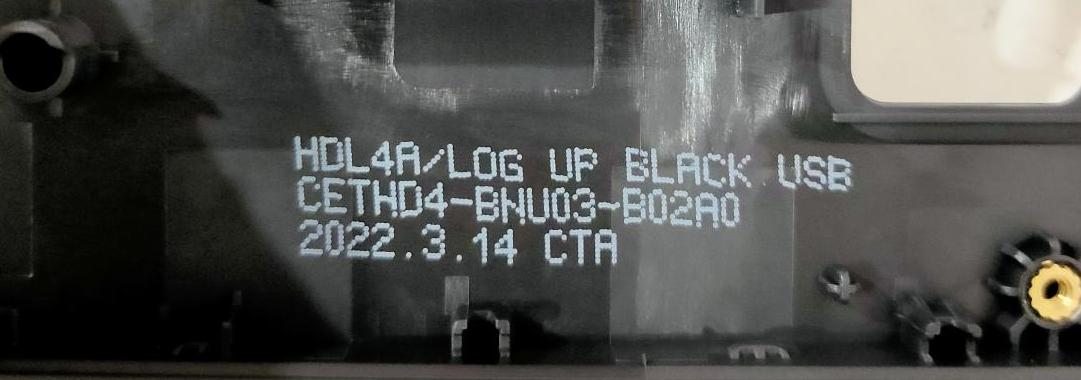 HDL4A/LOG UP BLACK USB
CETHD4-BNU03-B02A0
2022.3.14 CTA